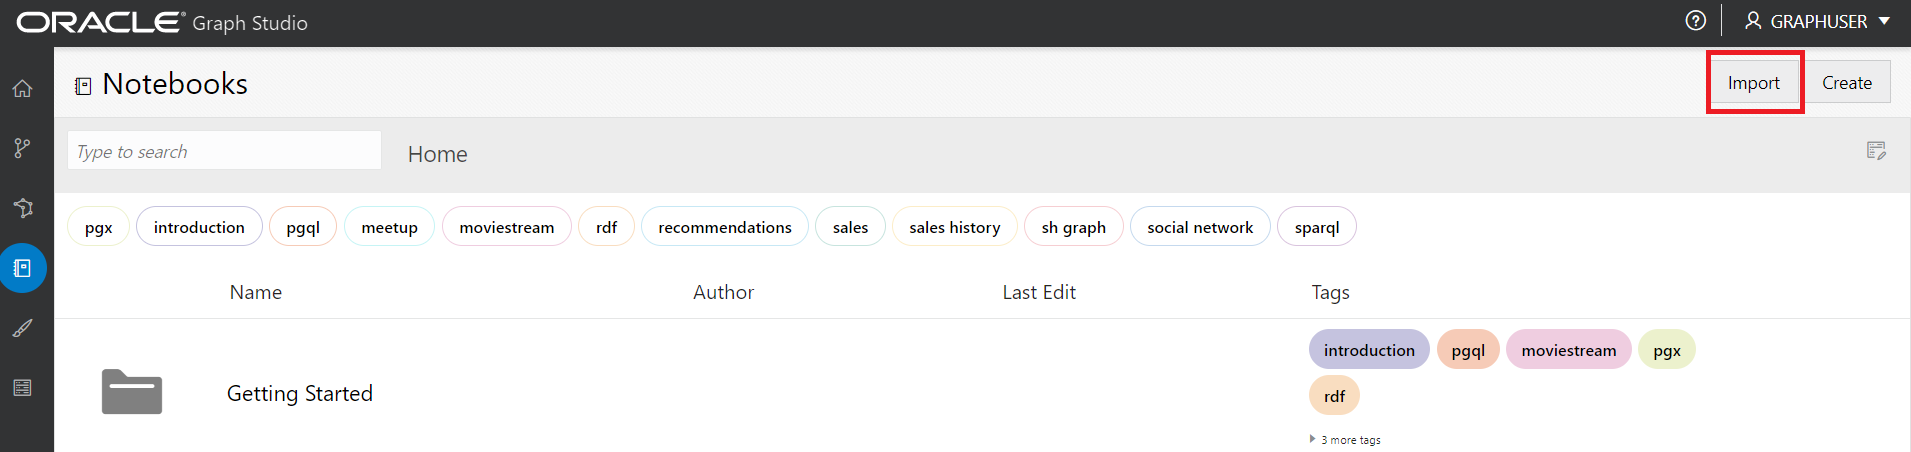 ORACLE® Graph Studio
GRAPHUSER
Notebooks
Import
Create
Type to search
Home
pgx introduction pgql meetup moviestream rdf recommendations sales sales history sh graph social network sparql
Name Author Last Edit Tags
introduction pgql moviestream pgx
Getting Started
rdf
3 more tags